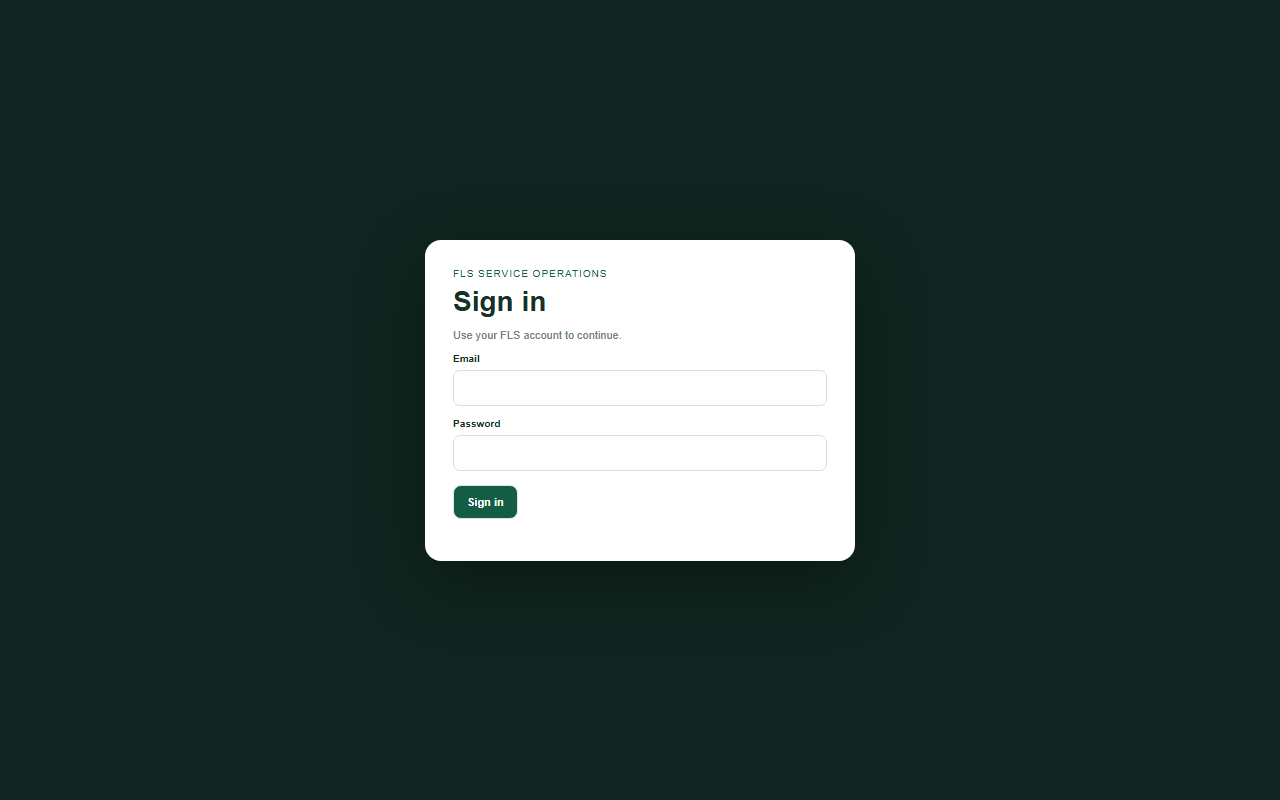 FLS SERVICE OPERATIONS
Sign in
Use your FLS account to continue.
Email
Password
Sign in